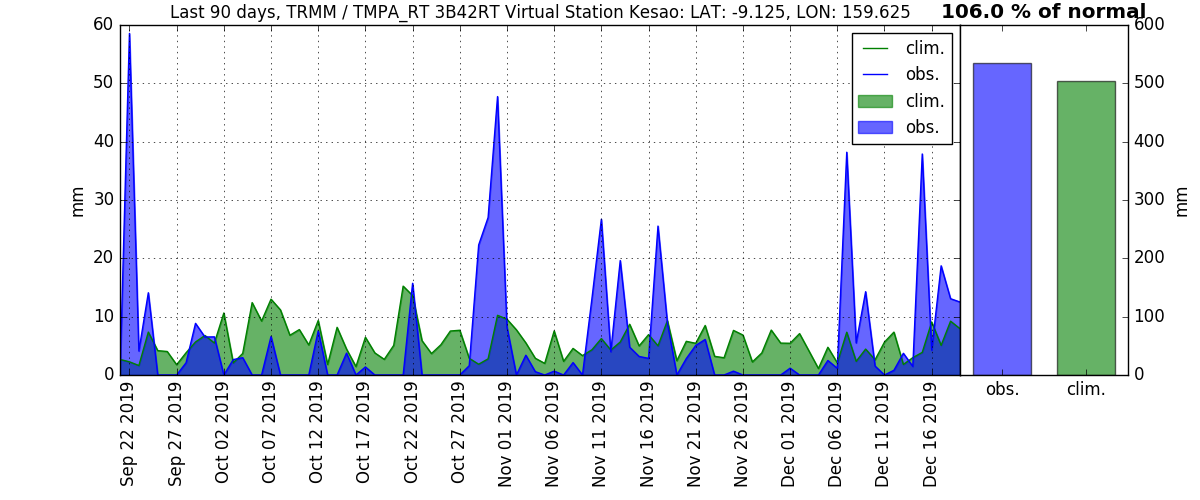 Last 90 days, TRMM / TMPA_RT 3B42RT Virtual Station Kesao: LAT: -9.125, LON: 159.625
106.0 % of normal
60
50
40
30
20
10
0
mm
clim.
obs.
clim.
obs.
600
500
400
300
200
100
0
mm
Sep 22 2019
Sep 27 2019
Oct 02 2019
Oct 07 2019
Oct 12 2019
Oct 17 2019
Oct 22 2019
Oct 27 2019
Nov 01 2019
Nov 06 2019
Nov 11 2019
Nov 16 2019
Nov 21 2019
Nov 26 2019
Dec 01 2019
Dec 06 2019
Dec 11 2019
Dec 16 2019
obs.
clim.